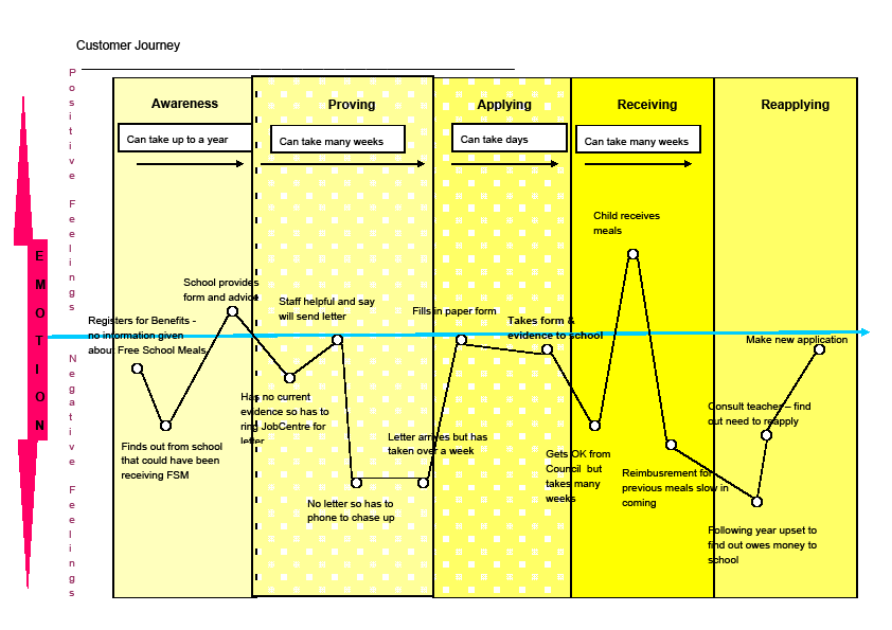 Customer Journey
Positive Feelings
Negative Feelings
EMOTION
Awareness
Proving
Applying
Receiving
Reapplying
Can take up to a year
Can take many weeks
Can take days
Can take many weeks
Registers for Benefits -
no information given
about Free School Meals
Finds out from school
that could have been
receiving FSM
School provides
form and advice
Has no current
evidence so has to
ring JobCentre for
letter
Staff helpful and say
will send letter
No letter so has to
phone to chase up
Letter arrives but has
taken over a week
Fills in paper form
Takes form &
evidence to school
Gets OK from
Council but
takes many
weeks
Child receives
meals
Reimbusrement for
previous meals slow in
coming
Following year upset to
find out owes money to
school
Consult teacher – find
out need to reapply
Make new application